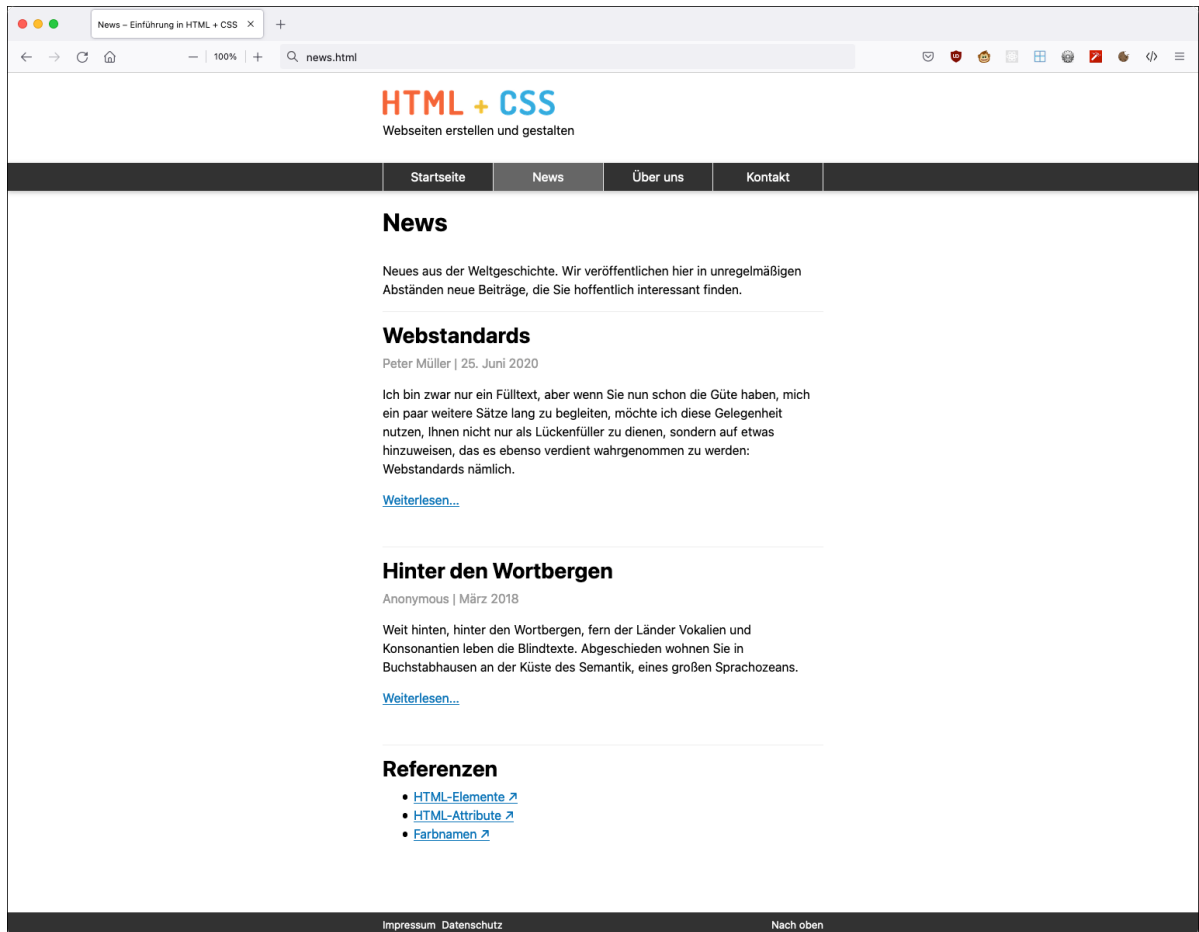 News – Einführung in HTML + CSS
100%
news.html
HTML + CSS
Webseiten erstellen und gestalten
Startseite News Über uns Kontakt
News
Neues aus der Weltgeschichte. Wir veröffentlichen hier in unregelmäßigen
Abständen neue Beiträge, die Sie hoffentlich interessant finden.
Webstandards
Peter Müller | 25. Juni 2020
Ich bin zwar nur ein Fülltext, aber wenn Sie nun schon die Güte haben, mich
ein paar weitere Sätze lang zu begleiten, möchte ich diese Gelegenheit
nutzen, Ihnen nicht nur als Lückenfüller zu dienen, sondern auf etwas
hinzuweisen, das es ebenso verdient wahrgenommen zu werden:
Webstandards nämlich.
Weiterlesen...
Hinter den Wortbergen
Anonymous | März 2018
Weit hinten, hinter den Wortbergen, fern der Länder Vokalien und
Konsonantien leben die Blindtexte. Abgeschieden wohnen Sie in
Buchstabhausen an der Küste des Semantik, eines großen Sprachozeans.
Weiterlesen...
Referenzen
HTML-Elemente ↗
HTML-Attribute ↗
Farbnamen ↗
Impressum Datenschutz Nach oben